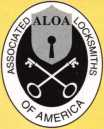 ALOA
ASSOCIATED LOCKSMITHS
OF AMERICA